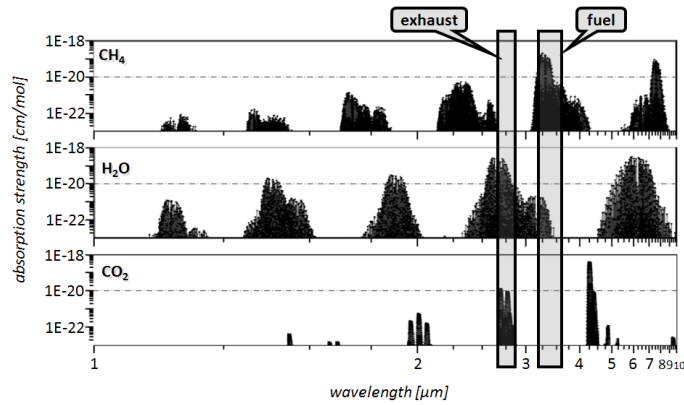 exhaust
fuel
absorption strength [cm/mol]
1E-18
CH4
1E-20
1E-22
1E-18
H2O
1E-20
1E-22
1E-18
CO2
1E-20
1E-22
1 2 3 4 5 6 7 8 9 10
wavelength [μm]